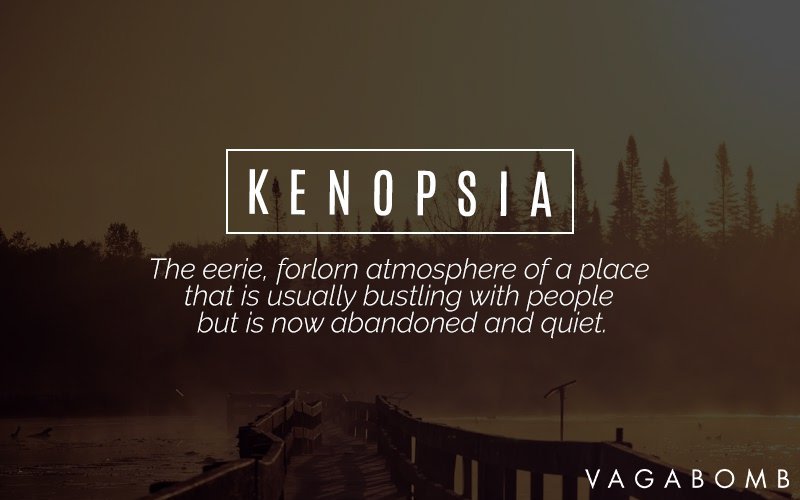 KENOPSIA
The eerie, forlorn atmosphere of a place
that is usually bustling with people
but is now abandoned and quiet.
VAGABOMB